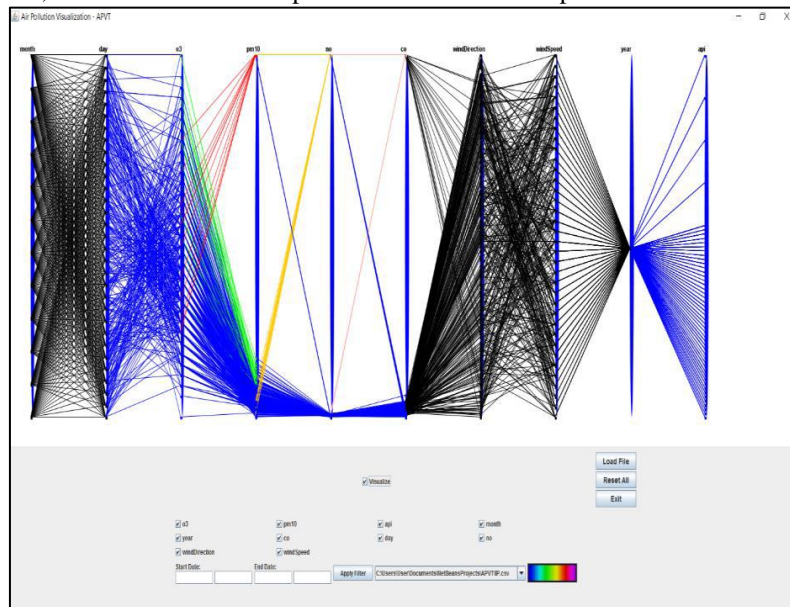 Air Pollution Visualization - APVT
month day o3 pm10 no co windDirection windSpeed year api
Load File
Visualize Reset All
Exit
o3 pm10 api month
year co day no
windDirection windSpeed
Start Date: End Date:
Apply Filter C:\Users\User\Documents\NetBeansProjects\APVT\IP.csv